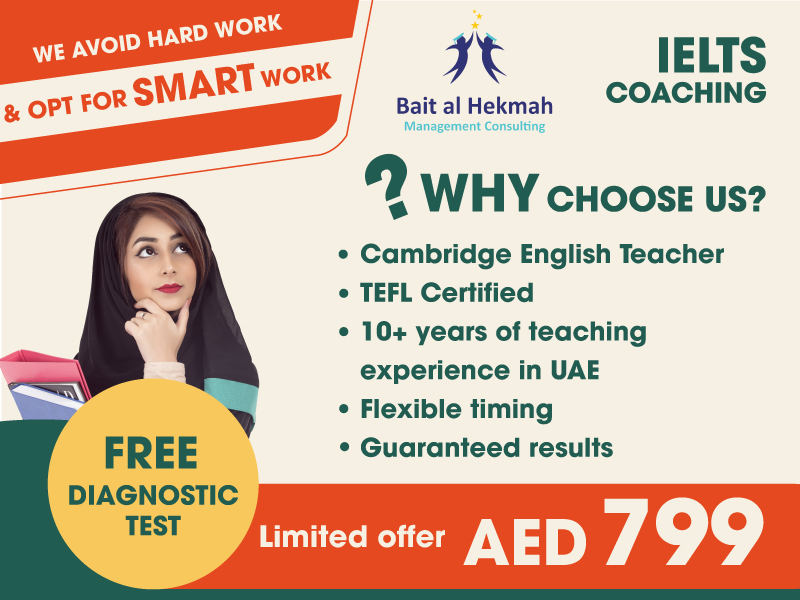 WE AVOID HARD WORK
& OPT FOR SMART WORK
Bait al Hekmah
Management Consulting
IELTS
COACHING
? WHY CHOOSE US?
• Cambridge English Teacher
• TEFL Certified
• 10+ years of teaching
experience in UAE
• Flexible timing
• Guaranteed results
FREE
DIAGNOSTIC
TEST
Limited offer AED 799